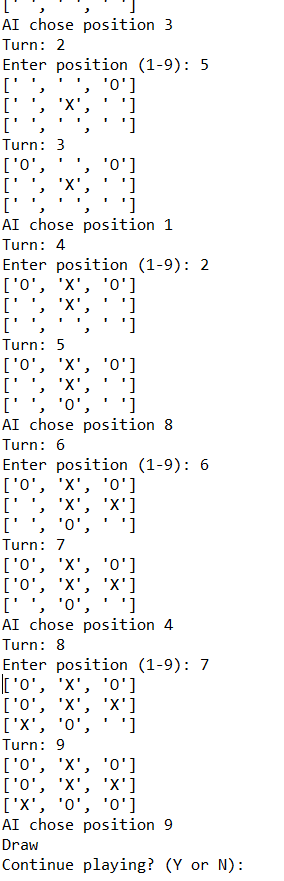 [' ', ' ', ' ']
AI chose position 3
Turn: 2
Enter position (1-9): 5
[' ', ' ', 'O']
[' ', 'X', ' ']
[' ', ' ', ' ']
Turn: 3
['O', ' ', 'O']
[' ', 'X', ' ']
[' ', ' ', ' ']
AI chose position 1
Turn: 4
Enter position (1-9): 2
['O', 'X', 'O']
[' ', 'X', ' ']
[' ', ' ', ' ']
Turn: 5
['O', 'X', 'O']
[' ', 'X', ' ']
[' ', 'O', ' ']
AI chose position 8
Turn: 6
Enter position (1-9): 6
['O', 'X', 'O']
[' ', 'X', 'X']
[' ', 'O', ' ']
Turn: 7
['O', 'X', 'O']
['O', 'X', 'X']
[' ', 'O', ' ']
AI chose position 4
Turn: 8
Enter position (1-9): 7
['O', 'X', 'O']
['O', 'X', 'X']
['X', 'O', ' ']
Turn: 9
['O', 'X', 'O']
['O', 'X', 'X']
['X', 'O', 'O']
AI chose position 9
Draw
Continue playing? (Y or N):